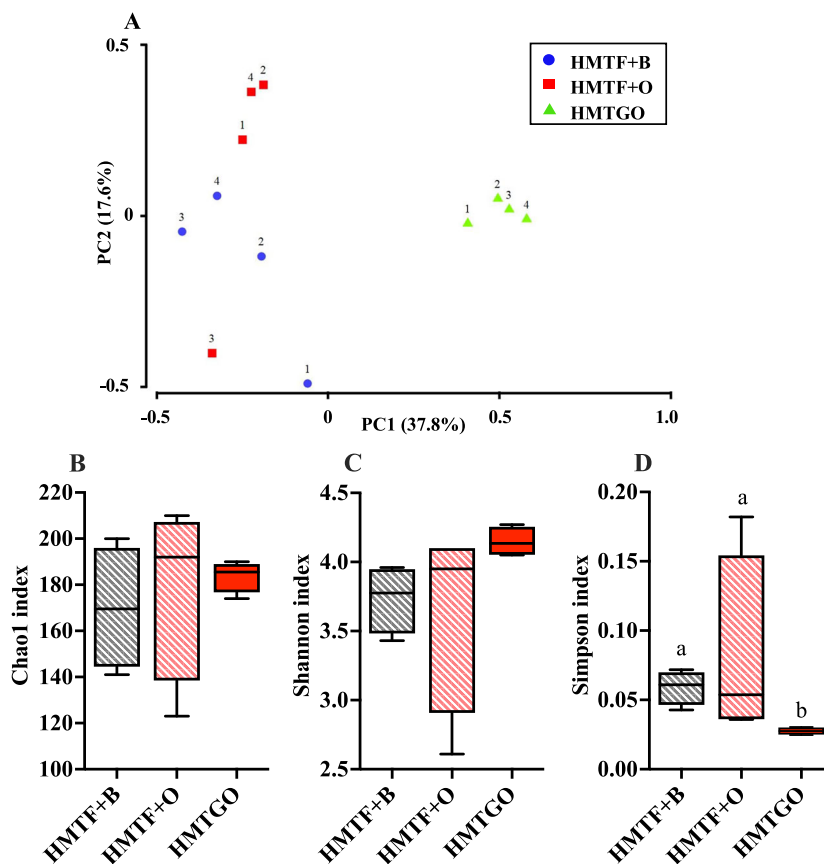 A
0.5
0
-0.5
PC2 (17.6%)
-0.5
0
0.5
1.0
PC1 (37.8%)
HMTF+B
HMTF+O
HMTGO
4
2
1
4
3
2
3
1
1
2
3
4
B
220
200
180
160
140
120
100
Chao1 index
HMTF+B
HMTF+O
HMTGO
C
4.5
4.0
3.5
3.0
2.5
Shannon index
HMTF+B
HMTF+O
HMTGO
D
0.20
0.15
0.10
0.05
0.00
Simpson index
a
a
b
HMTF+B
HMTF+O
HMTGO